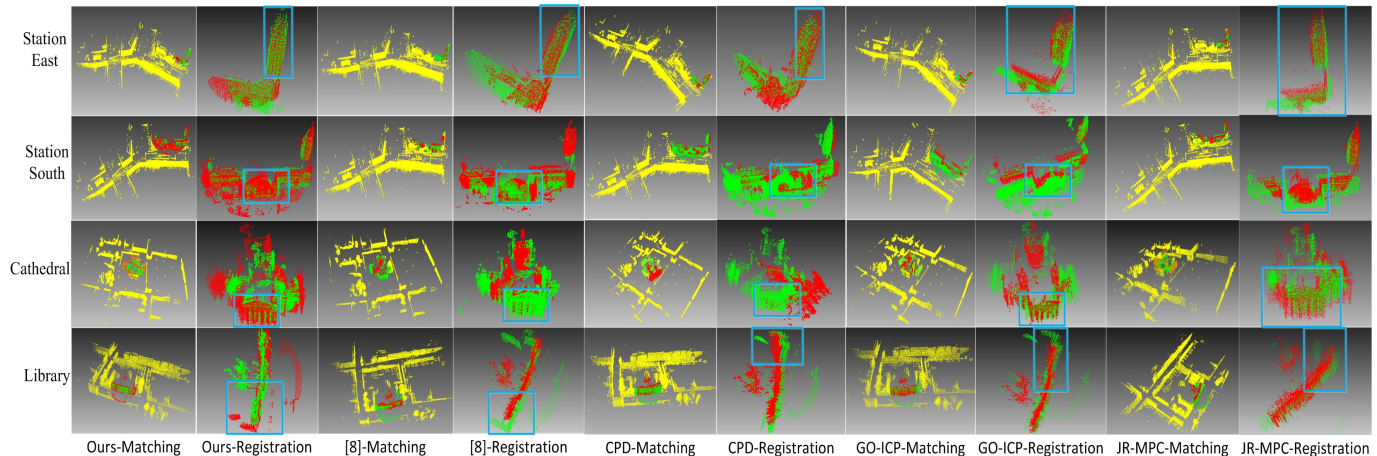 Station
East
Station
South
Cathedral
Library
Ours-Matching
Ours-Registration
[8]-Matching
[8]-Registration
CPD-Matching
CPD-Registration
GO-ICP-Matching
GO-ICP-Registration
JR-MPC-Matching
JR-MPC-Registration